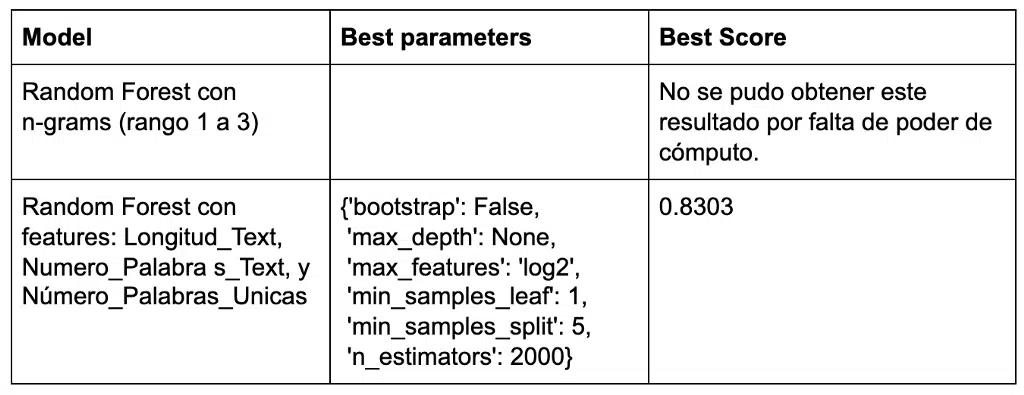 Model
Best parameters
Best Score
Random Forest con
n-grams (rango 1 a 3)
No se pudo obtener este
resultado por falta de poder de
cómputo.
Random Forest con
features: Longitud_Text,
Numero_Palabra s_Text, y
Número_Palabras_Unicas
{'bootstrap': False,
'max_depth': None,
'max_features': 'log2',
'min_samples_leaf': 1,
'min_samples_split': 5,
'n_estimators': 2000}
0.8303